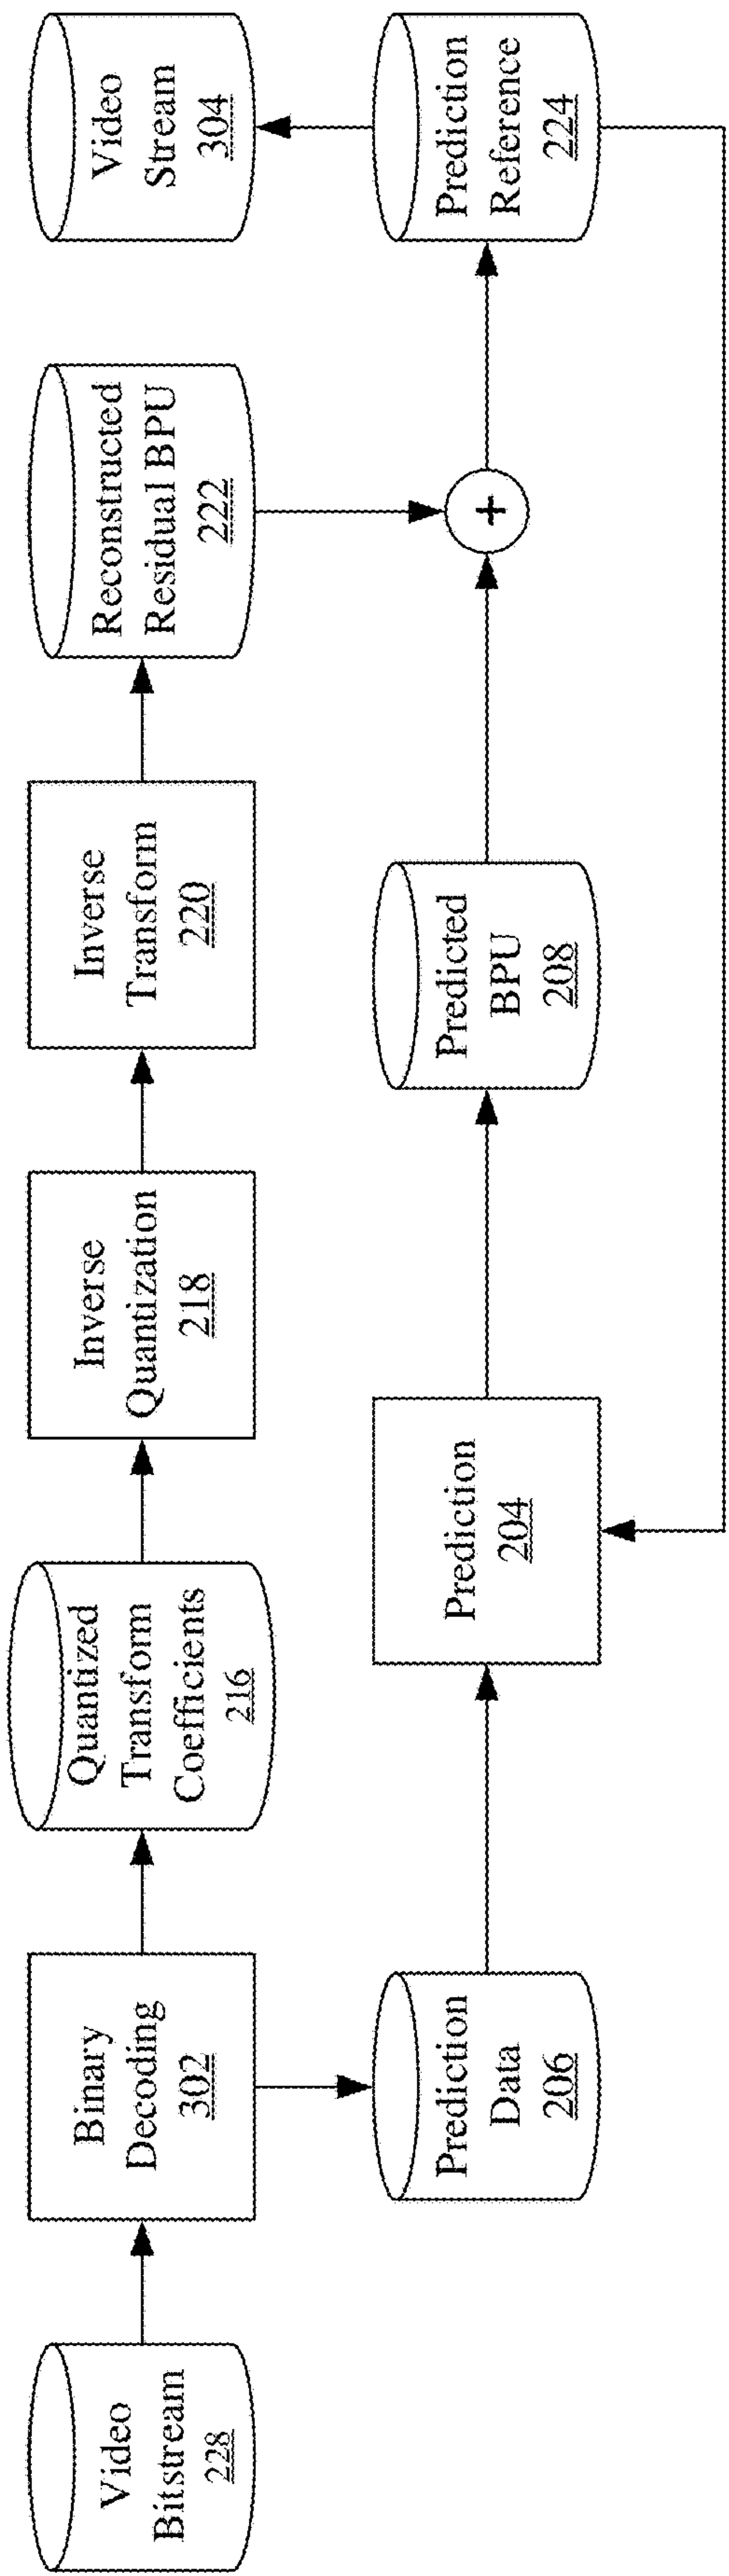 Video
Bitstream
228
Binary
Decoding
302
Quantized
Transform
Coefficients
216
Inverse
Quantization
218
Inverse
Transform
220
Reconstructed
Residual BPU
222
Video
Stream
304
Prediction
Data
206
Prediction
204
Predicted
BPU
208
+
Prediction
Reference
224